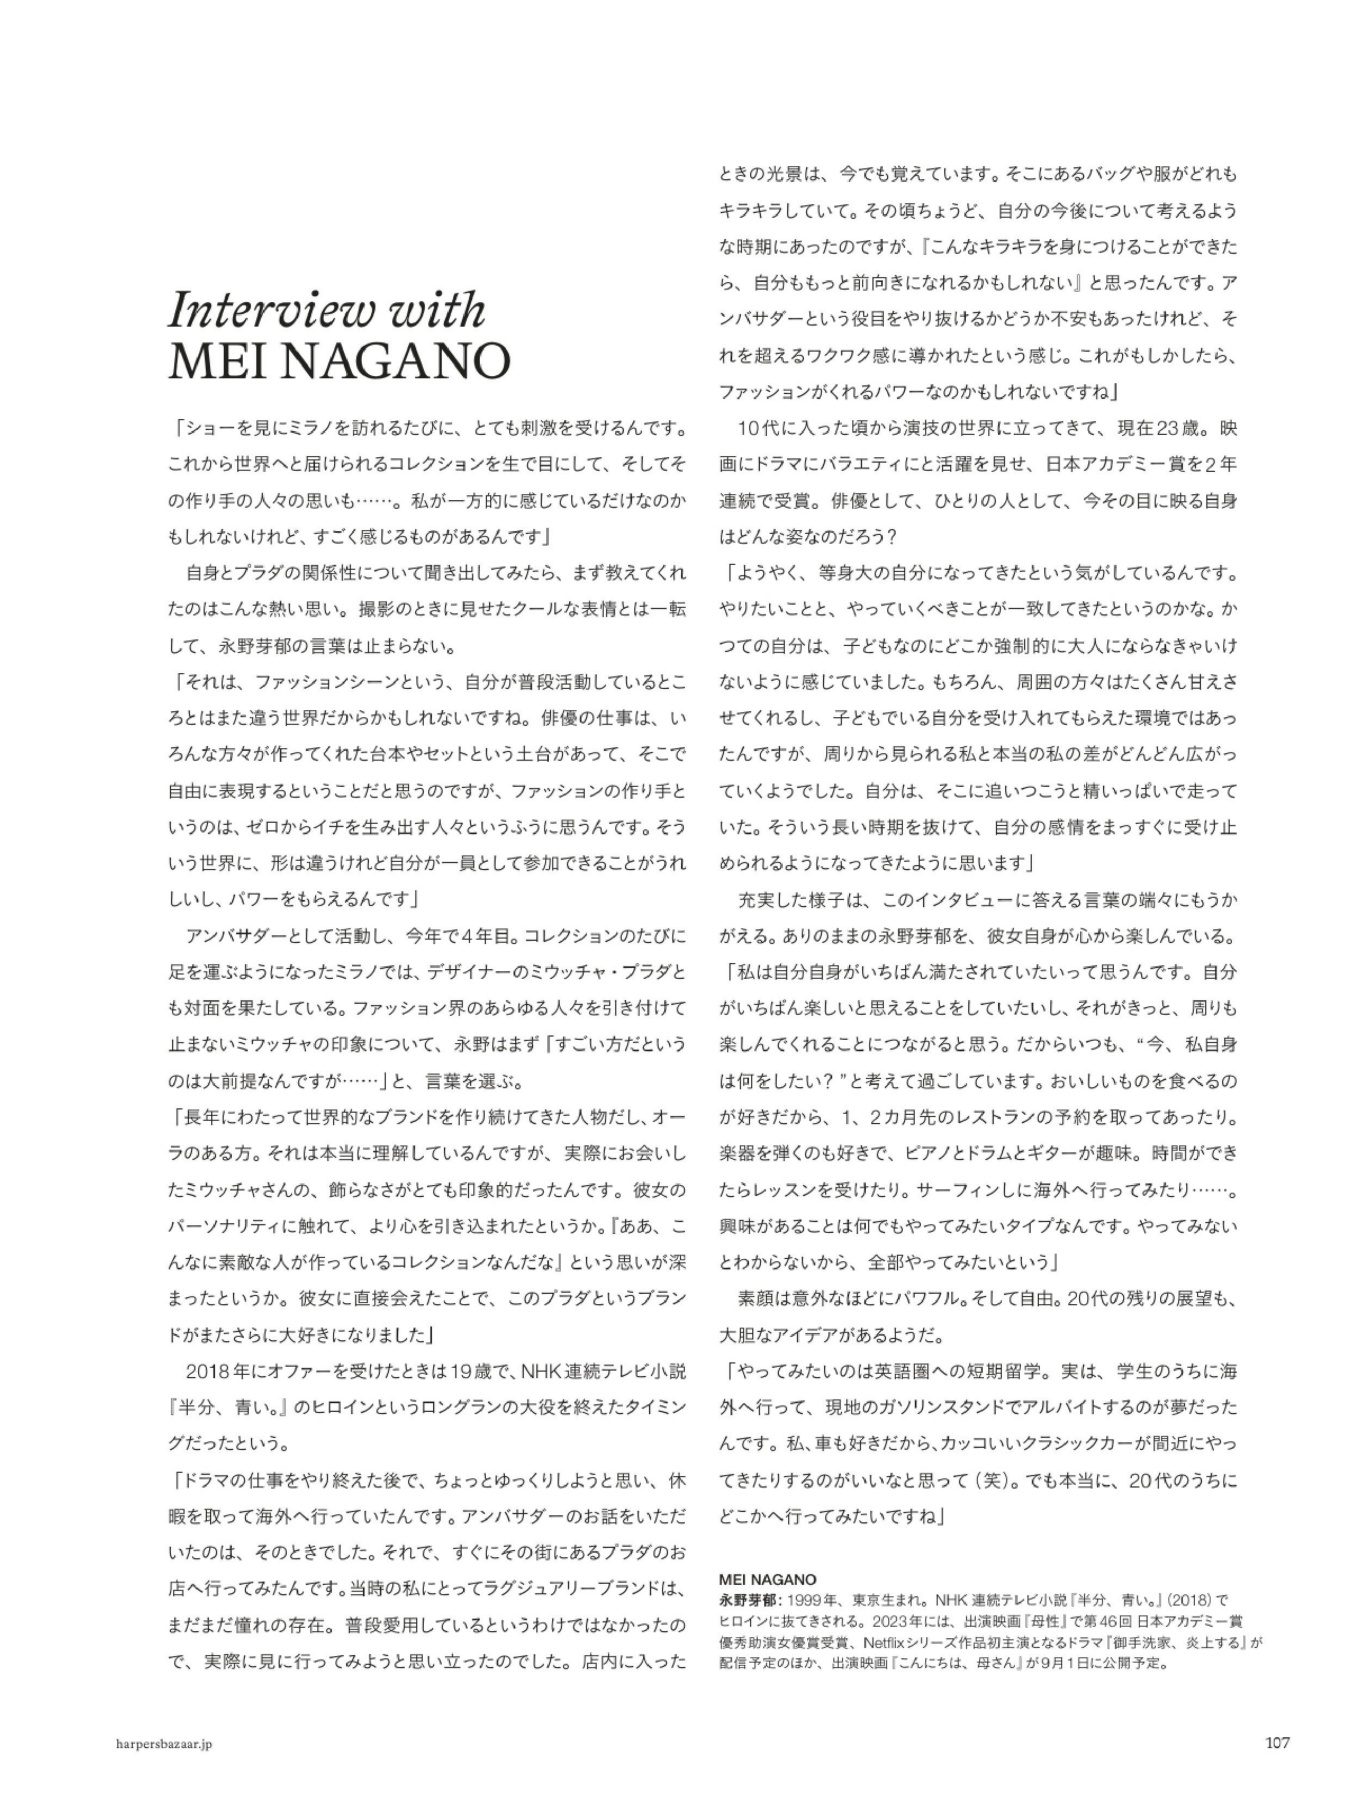 Interview with
MEI NAGANO
「ショーを見にミラノを訪れるたびに、とても刺激を受けるんです。
これから世界へと届けられるコレクションを生で目にして、そしてそ
の作り手の人々の思いも……。私が一方的に感じているだけなのか
もしれないけれど、すごく感じるものがあるんです」
　自身とプラダの関係性について聞き出してみたら、まず教えてくれ
たのはこんな熱い思い。撮影のときに見せたクールな表情とは一転
して、永野芽郁の言葉は止まらない。
「それは、ファッションシーンという、自分が普段活動しているとこ
ろとはまた違う世界だからかもしれないですね。俳優の仕事は、い
ろんな方々が作ってくれた台本やセットという土台があって、そこで
自由に表現するということだと思うのですが、ファッションの作り手と
いうのは、ゼロからイチを生み出す人々というふうに思うんです。そう
いう世界に、形は違うけれど自分が一員として参加できることがうれ
しいし、パワーをもらえるんです」
　アンバサダーとして活動し、今年で4年目。コレクションのたびに
足を運ぶようになったミラノでは、デザイナーのミウッチャ・プラダと
も対面を果たしている。ファッション界のあらゆる人々を引き付けて
止まないミウッチャの印象について、永野はまず「すごい方だという
のは大前提なんですが……」と、言葉を選ぶ。
「長年にわたって世界的なブランドを作り続けてきた人物だし、オー
ラのある方。それは本当に理解しているんですが、実際にお会いし
たミウッチャさんの、飾らなさがとても印象的だったんです。彼女の
パーソナリティに触れて、より心を引き込まれたというか。『ああ、こ
んなに素敵な人が作っているコレクションなんだな』という思いが深
まったというか。彼女に直接会えたことで、このプラダというブラン
ドがまたさらに大好きになりました」
　2018年にオファーを受けたときは19歳で、NHK連続テレビ小説
『半分、青い。』のヒロインというロングランの大役を終えたタイミン
グだったという。
「ドラマの仕事をやり終えた後で、ちょっとゆっくりしようと思い、休
暇を取って海外へ行っていたんです。アンバサダーのお話をいただ
いたのは、そのときでした。それで、すぐにその街にあるプラダのお
店へ行ってみたんです。当時の私にとってラグジュアリーブランドは、
まだまだ憧れの存在。普段愛用しているというわけではなかったの
で、実際に見に行ってみようと思い立ったのでした。店内に入った
ときの光景は、今でも覚えています。そこにあるバッグや服がどれも
キラキラしていて。その頃ちょうど、自分の今後について考えるよう
な時期にあったのですが、『こんなキラキラを身につけることができた
ら、自分ももっと前向きになれるかもしれない』と思ったんです。ア
ンバサダーという役目をやり抜けるかどうか不安もあったけれど、そ
れを超えるワクワク感に導かれたという感じ。これがもしかしたら、
ファッションがくれるパワーなのかもしれないですね」
　10代に入った頃から演技の世界に立ってきて、現在23歳。映
画にドラマにバラエティにと活躍を見せ、日本アカデミー賞を2年
連続で受賞。俳優として、ひとりの人として、今その目に映る自身
はどんな姿なのだろう？
「ようやく、等身大の自分になってきたという気がしているんです。
やりたいことと、やっていくべきことが一致してきたというのかな。か
つての自分は、子どもなのにどこか強制的に大人にならなきゃいけ
ないように感じていました。もちろん、周囲の方々はたくさん甘えさ
せてくれるし、子どもでいる自分を受け入れてもらえた環境ではあっ
たんですが、周りから見られる私と本当の私の差がどんどん広がっ
ていくようでした。自分は、そこに追いつこうと精いっぱいで走って
いた。そういう長い時期を抜けて、自分の感情をまっすぐに受け止
められるようになってきたように思います」
　充実した様子は、このインタビューに答える言葉の端々にもうか
がえる。ありのままの永野芽郁を、彼女自身が心から楽しんでいる。
「私は自分自身がいちばん満たされていたいって思うんです。自分
がいちばん楽しいと思えることをしていたいし、それがきっと、周りも
楽しんでくれることにつながると思う。だからいつも、“今、私自身
は何をしたい？”と考えて過ごしています。おいしいものを食べるの
が好きだから、1、2カ月先のレストランの予約を取ってあったり。
楽器を弾くのも好きで、ピアノとドラムとギターが趣味。時間ができ
たらレッスンを受けたり。サーフィンしに海外へ行ってみたり……。
興味があることは何でもやってみたいタイプなんです。やってみない
とわからないから、全部やってみたいという」
　素顔は意外なほどにパワフル。そして自由。20代の残りの展望も、
大胆なアイデアがあるようだ。
「やってみたいのは英語圏への短期留学。実は、学生のうちに海
外へ行って、現地のガソリンスタンドでアルバイトするのが夢だった
んです。私、車も好きだから、カッコいいクラシックカーが間近にやっ
てきたりするのがいいなと思って（笑）。でも本当に、20代のうちに
どこかへ行ってみたいですね」
MEI NAGANO
永野芽郁：1999年、東京生まれ。NHK 連続テレビ小説『半分、青い。』（2018）で
ヒロインに抜てきされる。2023年には、出演映画『母性』で第46回 日本アカデミー賞
優秀助演女優賞受賞、Netflixシリーズ作品初主演となるドラマ『御手洗家、炎上する』が
配信予定のほか、出演映画『こんにちは、母さん』が9月1日に公開予定。
harpersbazaar.jp
107